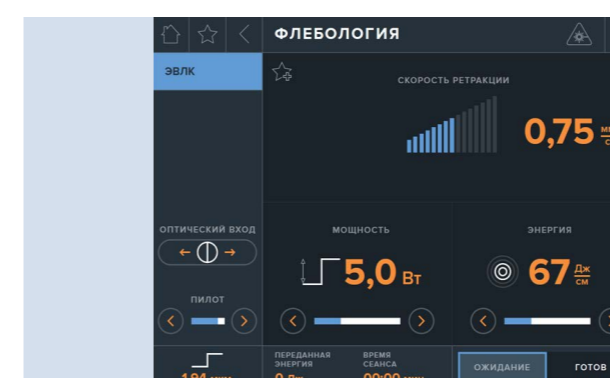 ФЛЕБОЛОГИЯ
ЭВЛК
СКОРОСТЬ РЕТРАКЦИИ
0,75
ОПТИЧЕСКИЙ ВХОД
МОЩНОСТЬ
ЭНЕРГИЯ
5,0 Вт
67 Дж
см
ПИЛОТ
ПЕРЕДАННАЯ
ЭНЕРГИЯ
ВРЕМЯ
СЕАНСА
ОЖИДАНИЕ
ГОТОВ